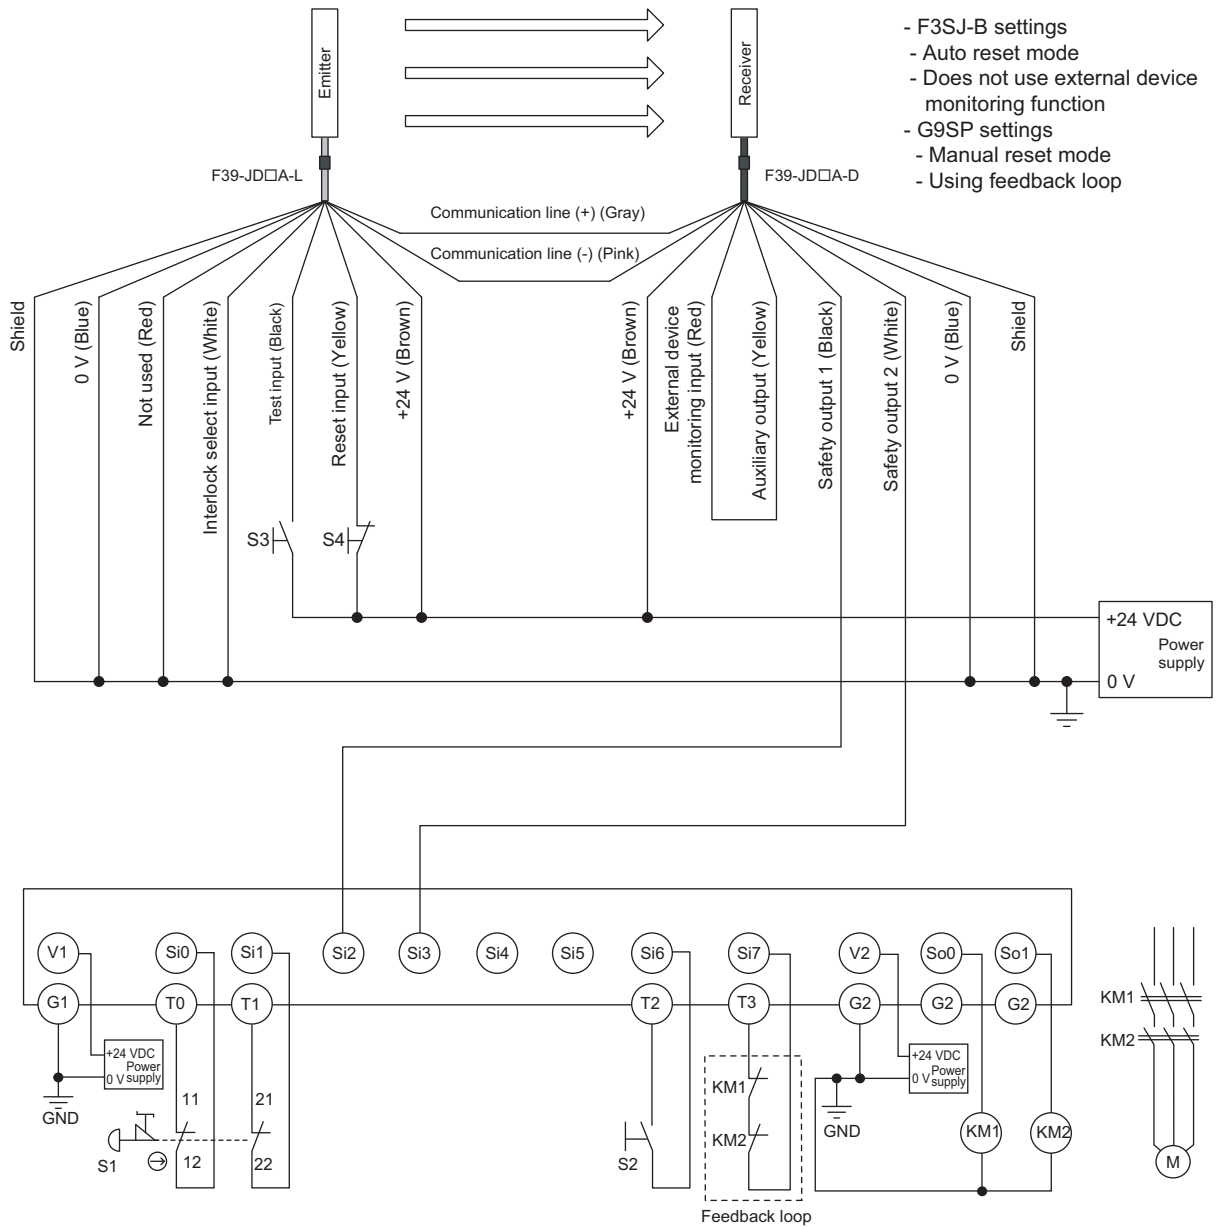 Emitter
Receiver
- F3SJ-B settings
- Auto reset mode
- Does not use external device
monitoring function
- G9SP settings
- Manual reset mode
- Using feedback loop
F39-JD□A-L
F39-JD□A-D
Communication line (+) (Gray)
Communication line (-) (Pink)
Shield
0 V (Blue)
Not used (Red)
Interlock select input (White)
Test input (Black)
Reset input (Yellow)
+24 V (Brown)
+24 V (Brown)
External device
monitoring input (Red)
Auxiliary output (Yellow)
Safety output 1 (Black)
Safety output 2 (White)
0 V (Blue)
Shield
S3
S4
+24 VDC
Power
supply
0 V
V1
Si0
Si1
Si2
Si3
Si4
Si5
Si6
Si7
V2
So0
So1
G1
T0
T1
T2
T3
G2
G2
G2
KM1
KM2
M
+24 VDC
Power
0 V supply
GND
11
12
21
22
S1
S2
KM1
KM2
Feedback loop
+24 VDC
Power
0 V supply
GND
KM1
KM2